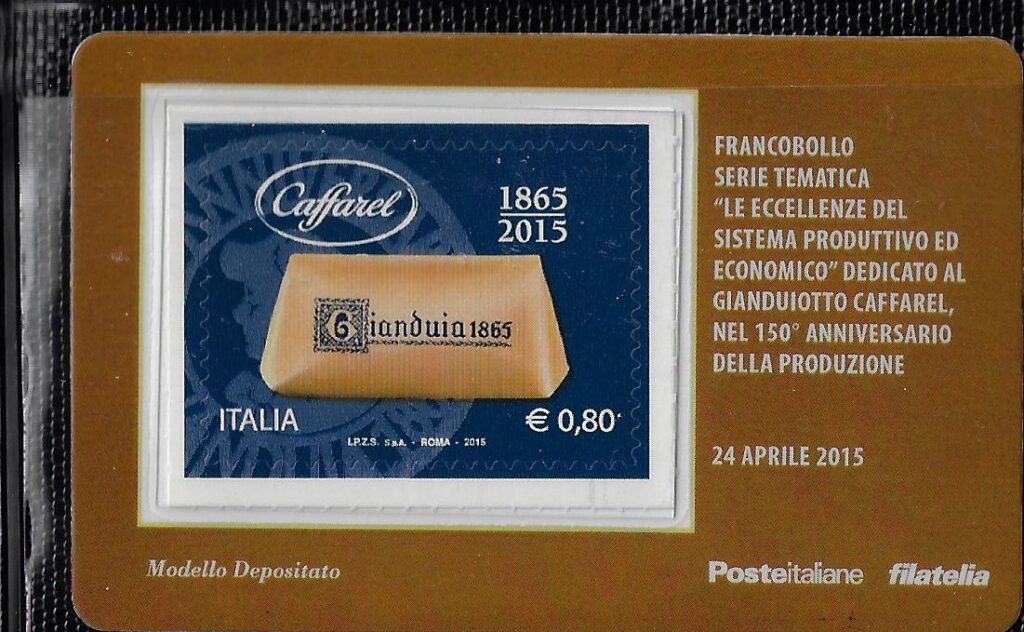 Caffarel
1865
2015
Gianduia 1865
ITALIA
€ 0,80
I.P.Z.S. S.p.A. - ROMA - 2015
FRANCOBOLLO
SERIE TEMATICA
“LE ECCELLENZE DEL
SISTEMA PRODUTTIVO ED
ECONOMICO” DEDICATO AL
GIANDUIOTTO CAFFAREL,
NEL 150° ANNIVERSARIO
DELLA PRODUZIONE
24 APRILE 2015
Modello Depositato
Posteitaliane filatelia